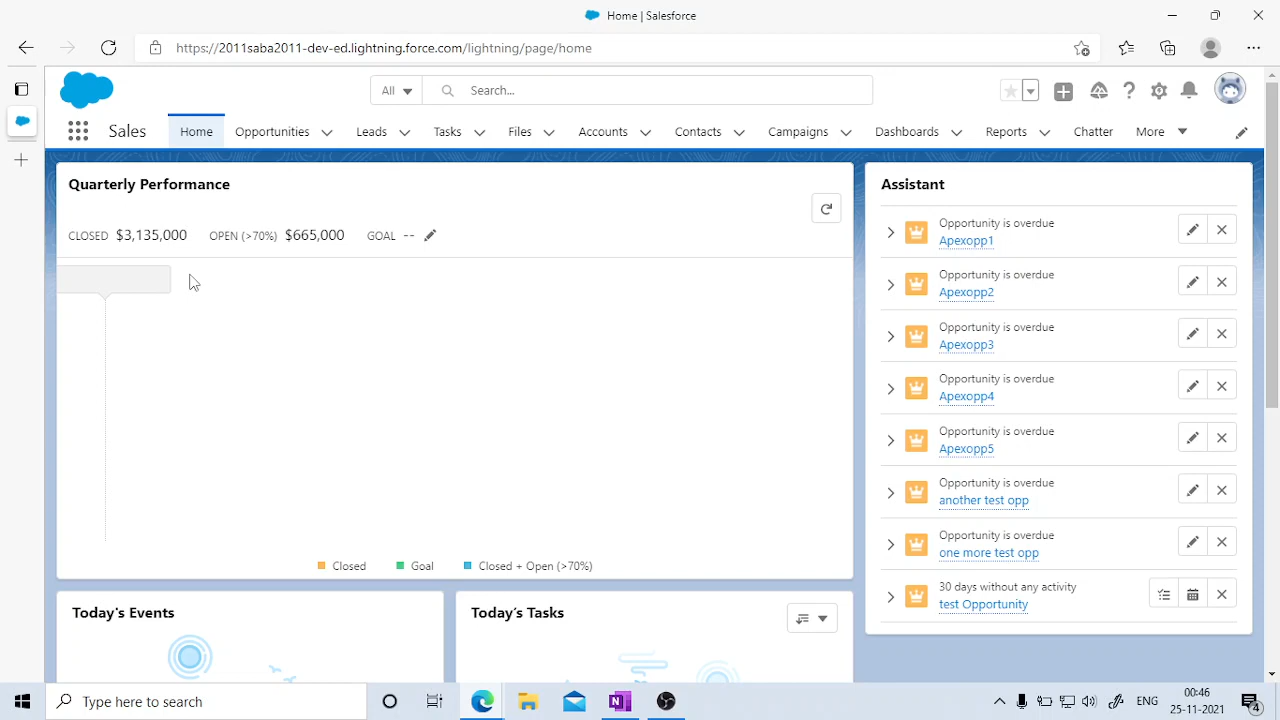 Home | Salesforce
https://2011saba2011-dev-ed.lightning.force.com/lightning/page/home
All
Search...
Sales
Home
Opportunities
Leads
Tasks
Files
Accounts
Contacts
Campaigns
Dashboards
Reports
Chatter
More
Quarterly Performance
CLOSED $3,135,000 OPEN (>70%) $665,000 GOAL --
Closed
Goal
Closed + Open (>70%)
Today's Events
Today's Tasks
Assistant
Opportunity is overdue
Apexopp1
Opportunity is overdue
Apexopp2
Opportunity is overdue
Apexopp3
Opportunity is overdue
Apexopp4
Opportunity is overdue
Apexopp5
Opportunity is overdue
another test opp
Opportunity is overdue
one more test opp
30 days without any activity
test Opportunity
Type here to search
ENG
00:46
25-11-2021
4